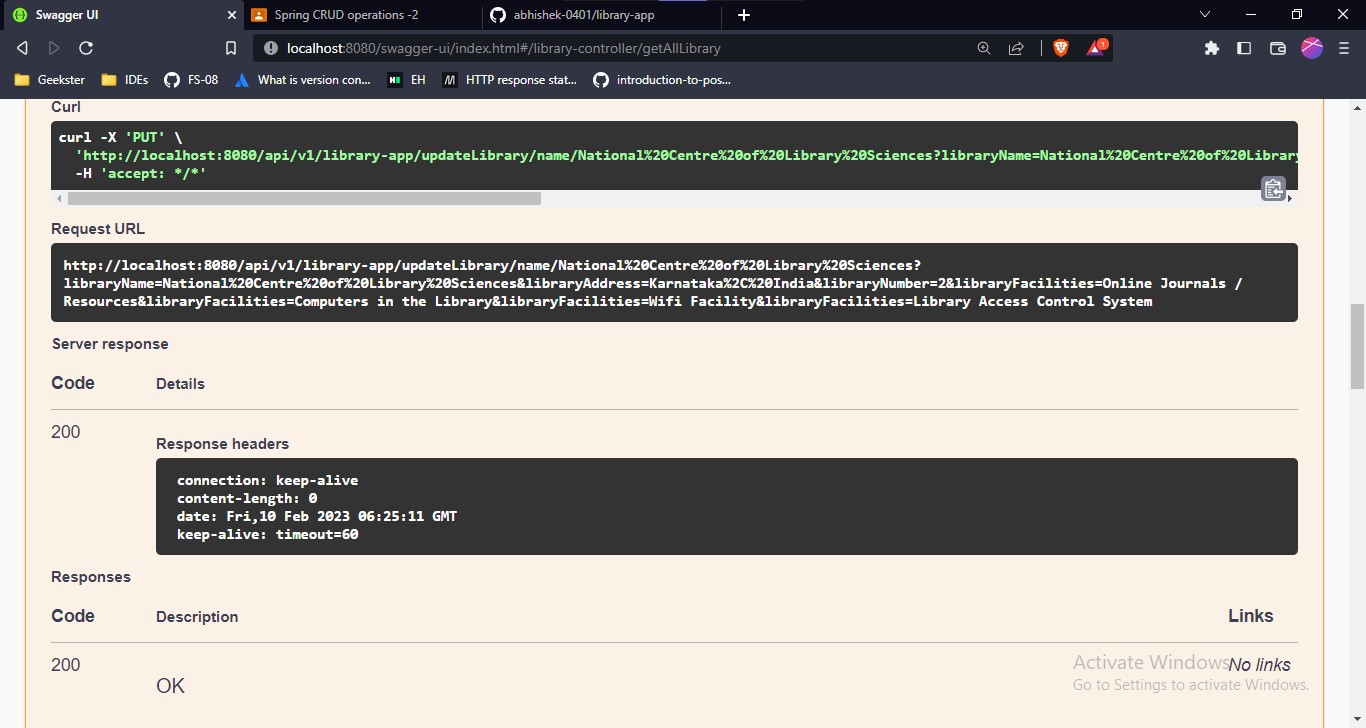 Swagger UI
Spring CRUD operations -2
abhishek-0401/library-app
localhost:8080/swagger-ui/index.html#/library-controller/getAllLibrary
1
Geekster
IDEs
FS-08
What is version con...
EH
HTTP response stat...
introduction-to-pos...
Curl
curl -X 'PUT' \
'http://localhost:8080/api/v1/library-app/updateLibrary/name/National%20Centre%20of%20Library%20Sciences?libraryName=National%20Centre%20of%20Library
-H 'accept: */*'
Request URL
http://localhost:8080/api/v1/library-app/updateLibrary/name/National%20Centre%20of%20Library%20Sciences?
libraryName=National%20Centre%20of%20Library%20Sciences&libraryAddress=Karnataka%2C%20India&libraryNumber=2&libraryFacilities=Online Journals /
Resources&libraryFacilities=Computers in the Library&libraryFacilities=Wifi Facility&libraryFacilities=Library Access Control System
Server response
Code Details
200
Response headers
connection: keep-alive
content-length: 0
date: Fri,10 Feb 2023 06:25:11 GMT
keep-alive: timeout=60
Responses
Code Description Links
200
OK
No links
Activate Windows
Go to Settings to activate Windows.